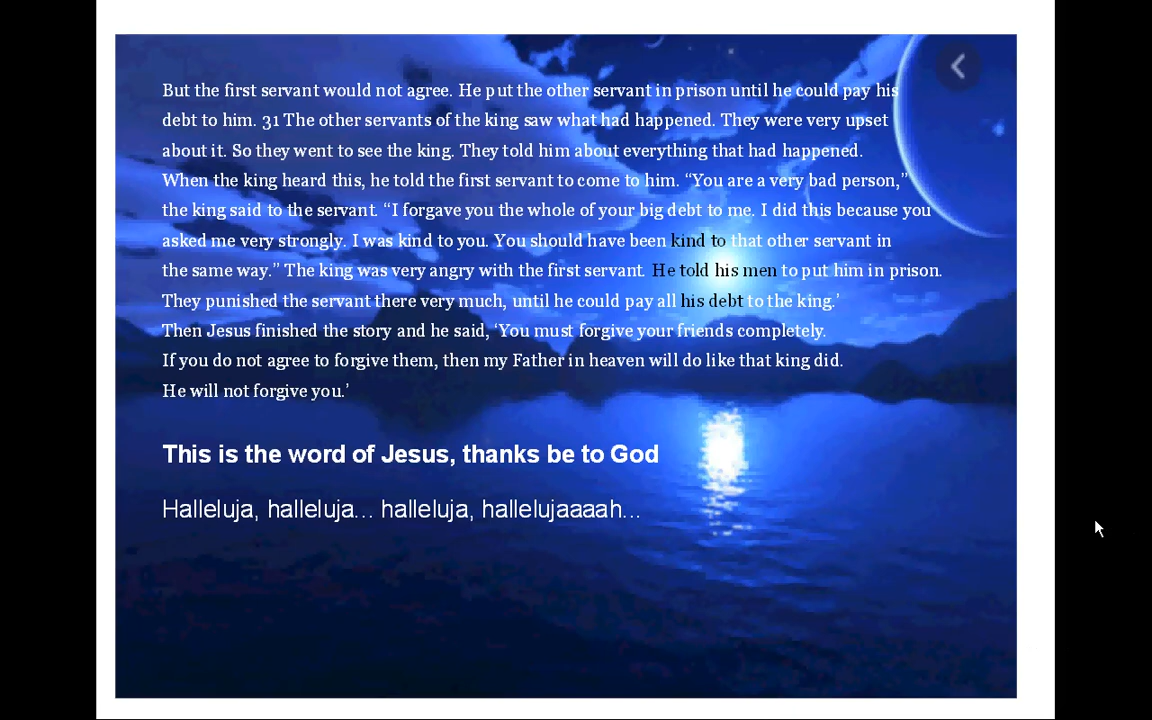 But the first servant would not agree. He put the other servant in prison until he could pay his
debt to him. 31 The other servants of the king saw what had happened. They were very upset
about it. So they went to see the king. They told him about everything that had happened.
When the king heard this, he told the first servant to come to him. “You are a very bad person,”
the king said to the servant. “I forgave you the whole of your big debt to me. I did this because you
asked me very strongly. I was kind to you. You should have been kind to that other servant in
the same way.” The king was very angry with the first servant. He told his men to put him in prison.
They punished the servant there very much, until he could pay all his debt to the king.’
Then Jesus finished the story and he said, ‘You must forgive your friends completely.
If you do not agree to forgive them, then my Father in heaven will do like that king did.
He will not forgive you.’
This is the word of Jesus, thanks be to God
Halleluja, halleluja... halleluja, hallelujaaaah...